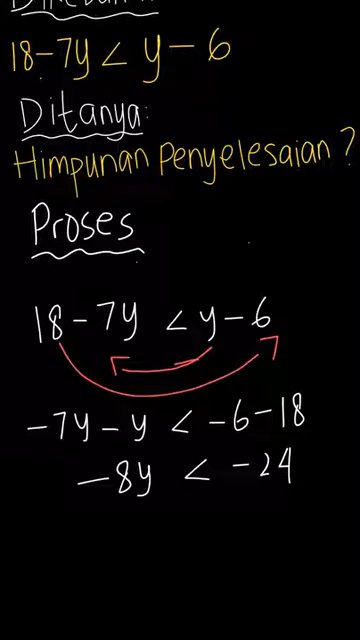 18 - 7y < y - 6
Ditanya:
Himpunan Penyelesaian ?
Proses
18 - 7y < y - 6
-7y - y < -6 - 18
-8y < -24